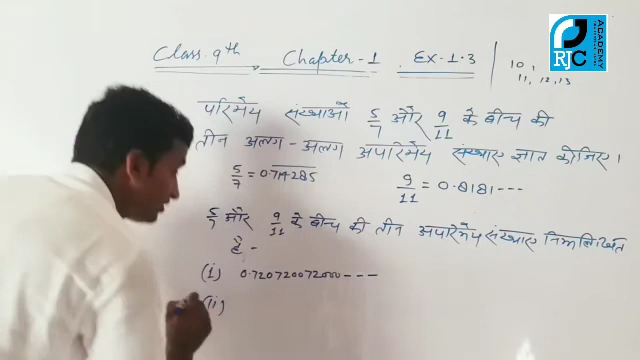 Class 9th Chapter-1 Ex-1.3
10,
11, 12, 13
RJC
ACADEMY
परिमेय संख्याओं 5/7 और 9/11 के बीच की
तीन अलग-अलग अपरिमेय संख्याएं ज्ञात कीजिए।
5/7 = 0.714285
9/11 = 0.8181---
5/7 और 9/11 के बीच की तीन अपरिमेय संख्याएं निम्नलिखित
है -
(i) 0.720720072000---
(ii)